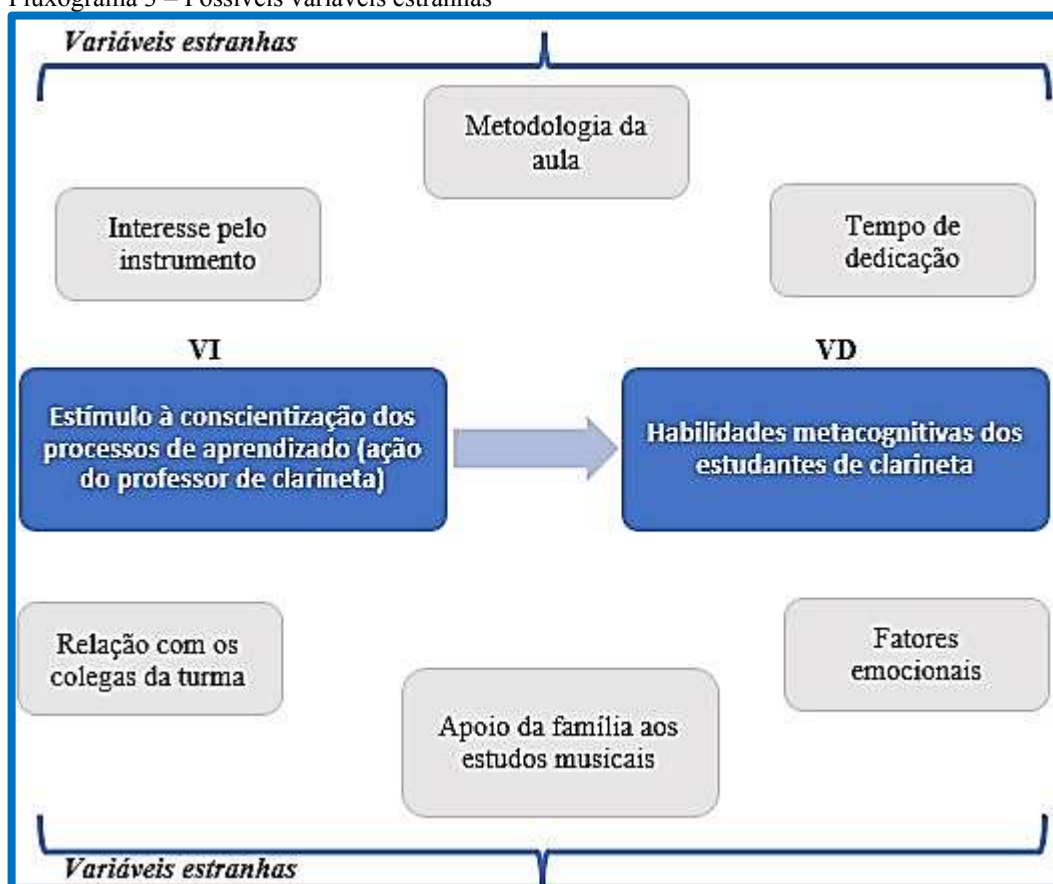 Fluxograma 3 – Possíveis variáveis estranhas
Variáveis estranhas
Metodologia da
aula
Interesse pelo
instrumento
Tempo de
dedicação
VI
VD
Estímulo à conscientização dos
processos de aprendizado (ação
do professor de clarineta)
Habilidades metacognitivas dos
estudantes de clarineta
Relação com os
colegas da turma
Fatores
emocionais
Apoio da família aos
estudos musicais
Variáveis estranhas